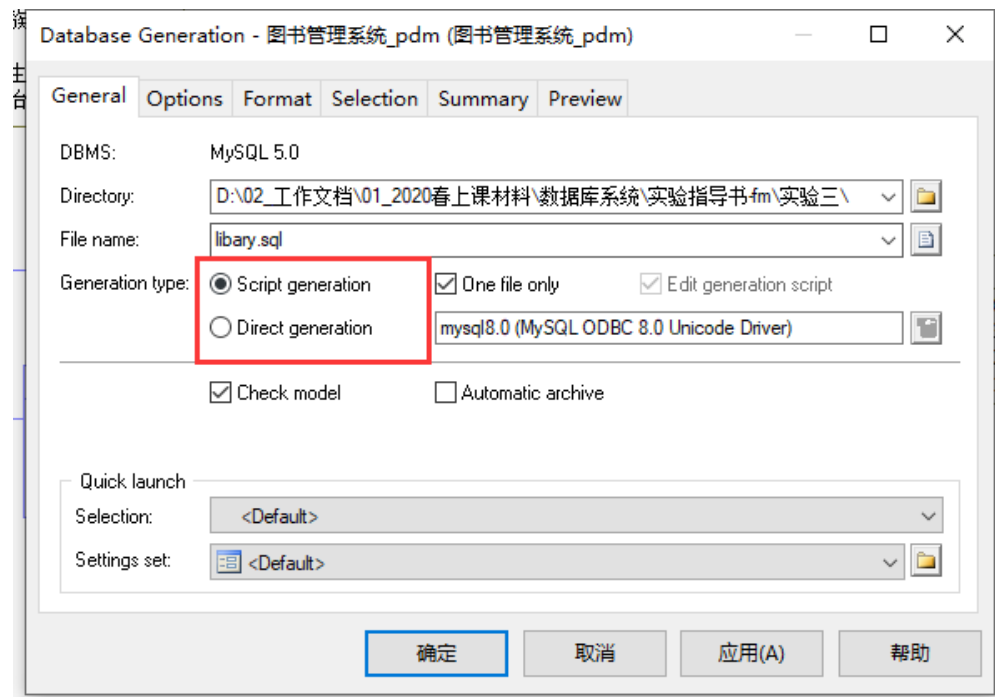 Database Generation - 图书管理系统_pdm (图书管理系统_pdm)
General Options Format Selection Summary Preview
DBMS: MySQL 5.0
Directory: D:\02_工作文档\01_2020春上课材料\数据库系统\实验指导书-fm\实验三\
File name: libary.sql
Generation type: Script generation One file only Edit generation script
Direct generation mysql8.0 (MySQL ODBC 8.0 Unicode Driver)
Check model Automatic archive
Quick launch
Selection: <Default>
Settings set: <Default>
确定 取消 应用(A) 帮助